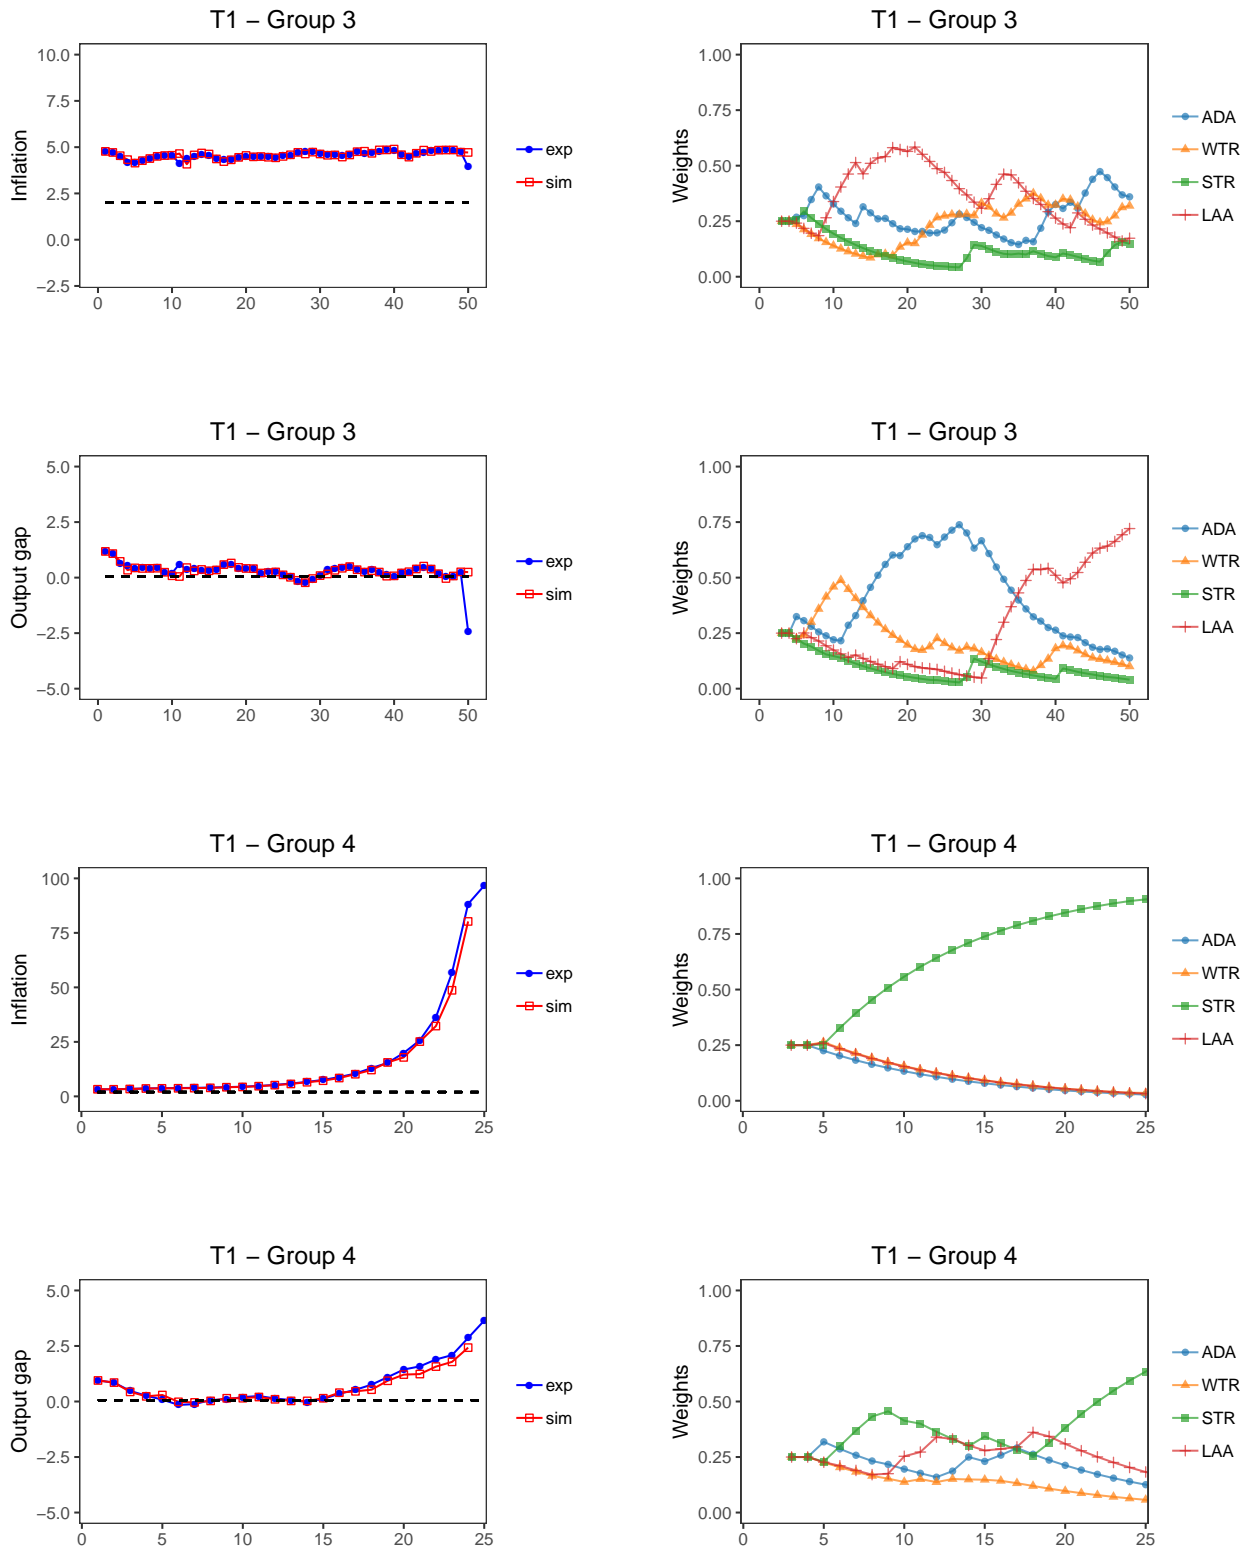 T1 – Group 3
T1 – Group 3
10.0
7.5
5.0
2.5
0.0
−2.5
Inflation
0 10 20 30 40 50
exp
sim
1.00
0.75
0.50
0.25
0.00
Weights
0 10 20 30 40 50
ADA
WTR
STR
LAA
T1 – Group 3
T1 – Group 3
5.0
2.5
0.0
−2.5
−5.0
Output gap
0 10 20 30 40 50
exp
sim
1.00
0.75
0.50
0.25
0.00
Weights
0 10 20 30 40 50
ADA
WTR
STR
LAA
T1 – Group 4
T1 – Group 4
100
75
50
25
0
Inflation
0 5 10 15 20 25
exp
sim
1.00
0.75
0.50
0.25
0.00
Weights
0 5 10 15 20 25
ADA
WTR
STR
LAA
T1 – Group 4
T1 – Group 4
5.0
2.5
0.0
−2.5
−5.0
Output gap
0 5 10 15 20 25
exp
sim
1.00
0.75
0.50
0.25
0.00
Weights
0 5 10 15 20 25
ADA
WTR
STR
LAA